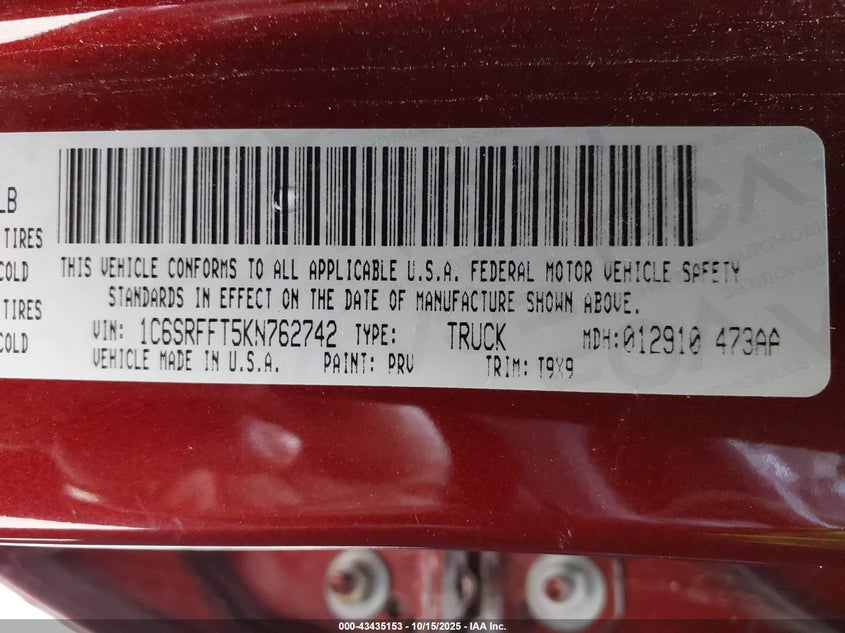 LB
TIRES
COLD
TIRES
COLD
THIS VEHICLE CONFORMS TO ALL APPLICABLE U.S.A. FEDERAL MOTOR VEHICLE SAFETY
STANDARDS IN EFFECT ON THE DATE OF MANUFACTURE SHOWN ABOVE.
VIN: 1C6SRFFT5KN762742 TYPE: TRUCK MDH:012910 473AA
VEHICLE MADE IN U.S.A. PAINT: PRV TRIM: T9X9
000-43435153 - 10/15/2025 - IAA Inc.